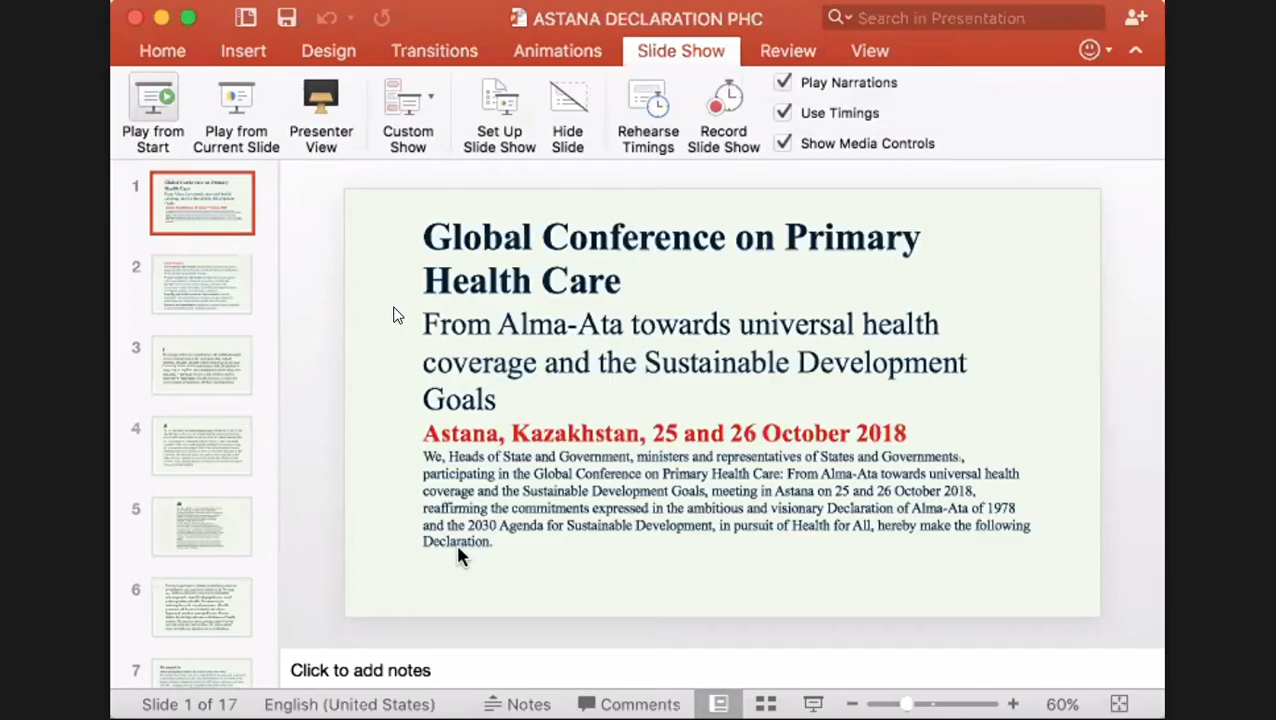 ASTANA DECLARATION PHC
Search in Presentation
Home Insert Design Transitions Animations Slide Show Review View
Play from Start
Play from Current Slide
Presenter View
Custom Show
Set Up Slide Show
Hide Slide
Rehearse Timings
Record Slide Show
Play Narrations
Use Timings
Show Media Controls
1
2
3
4
5
6
7
Global Conference on Primary
Health Care
From Alma-Ata towards universal health
coverage and the Sustainable Development
Goals
Astana, Kazakhstan, 25 and 26 October 2018
We, Heads of State and Government, ministers and representatives of States and Governments,,
participating in the Global Conference on Primary Health Care: From Alma-Ata towards universal health
coverage and the Sustainable Development Goals, meeting in Astana on 25 and 26 October 2018,
reaffirming the commitments expressed in the ambitious and visionary Declaration of Alma-Ata of 1978
and the 2030 Agenda for Sustainable Development, in pursuit of Health for All, hereby make the following
Declaration.
Click to add notes
Slide 1 of 17 English (United States) Notes Comments 60%